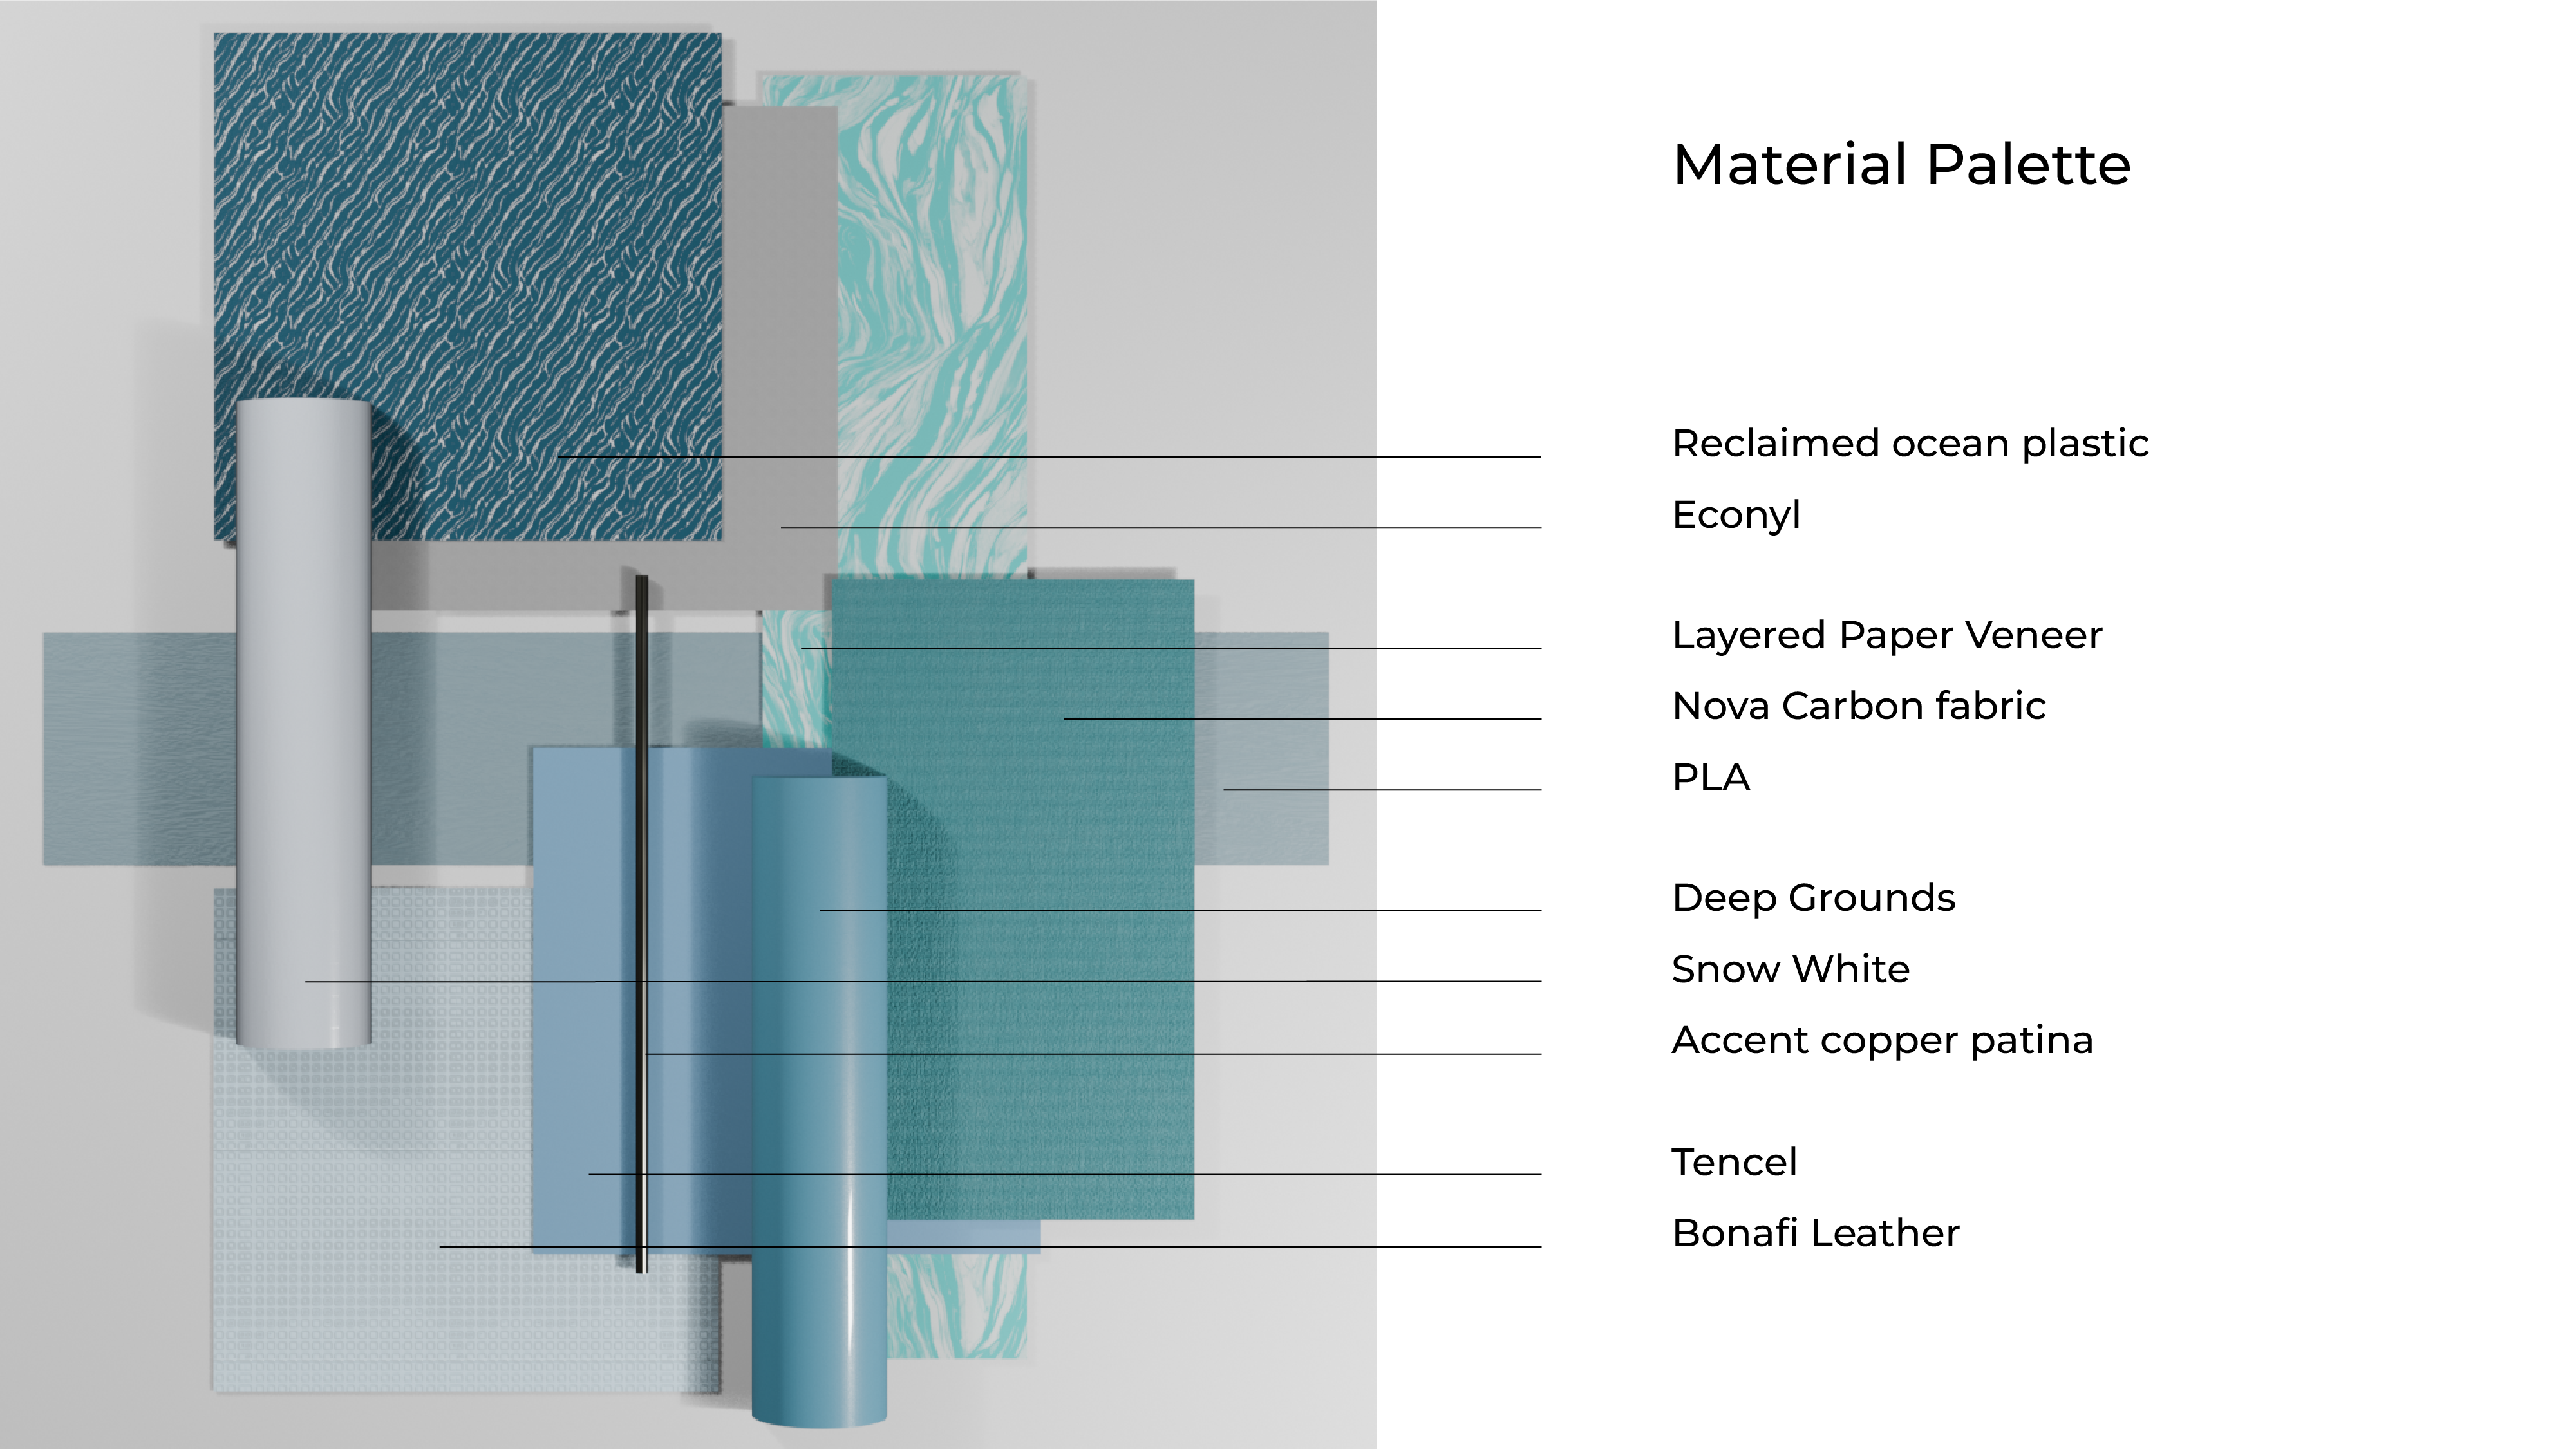 Material Palette
Reclaimed ocean plastic
Econyl
Layered Paper Veneer
Nova Carbon fabric
PLA
Deep Grounds
Snow White
Accent copper patina
Tencel
Bonafi Leather